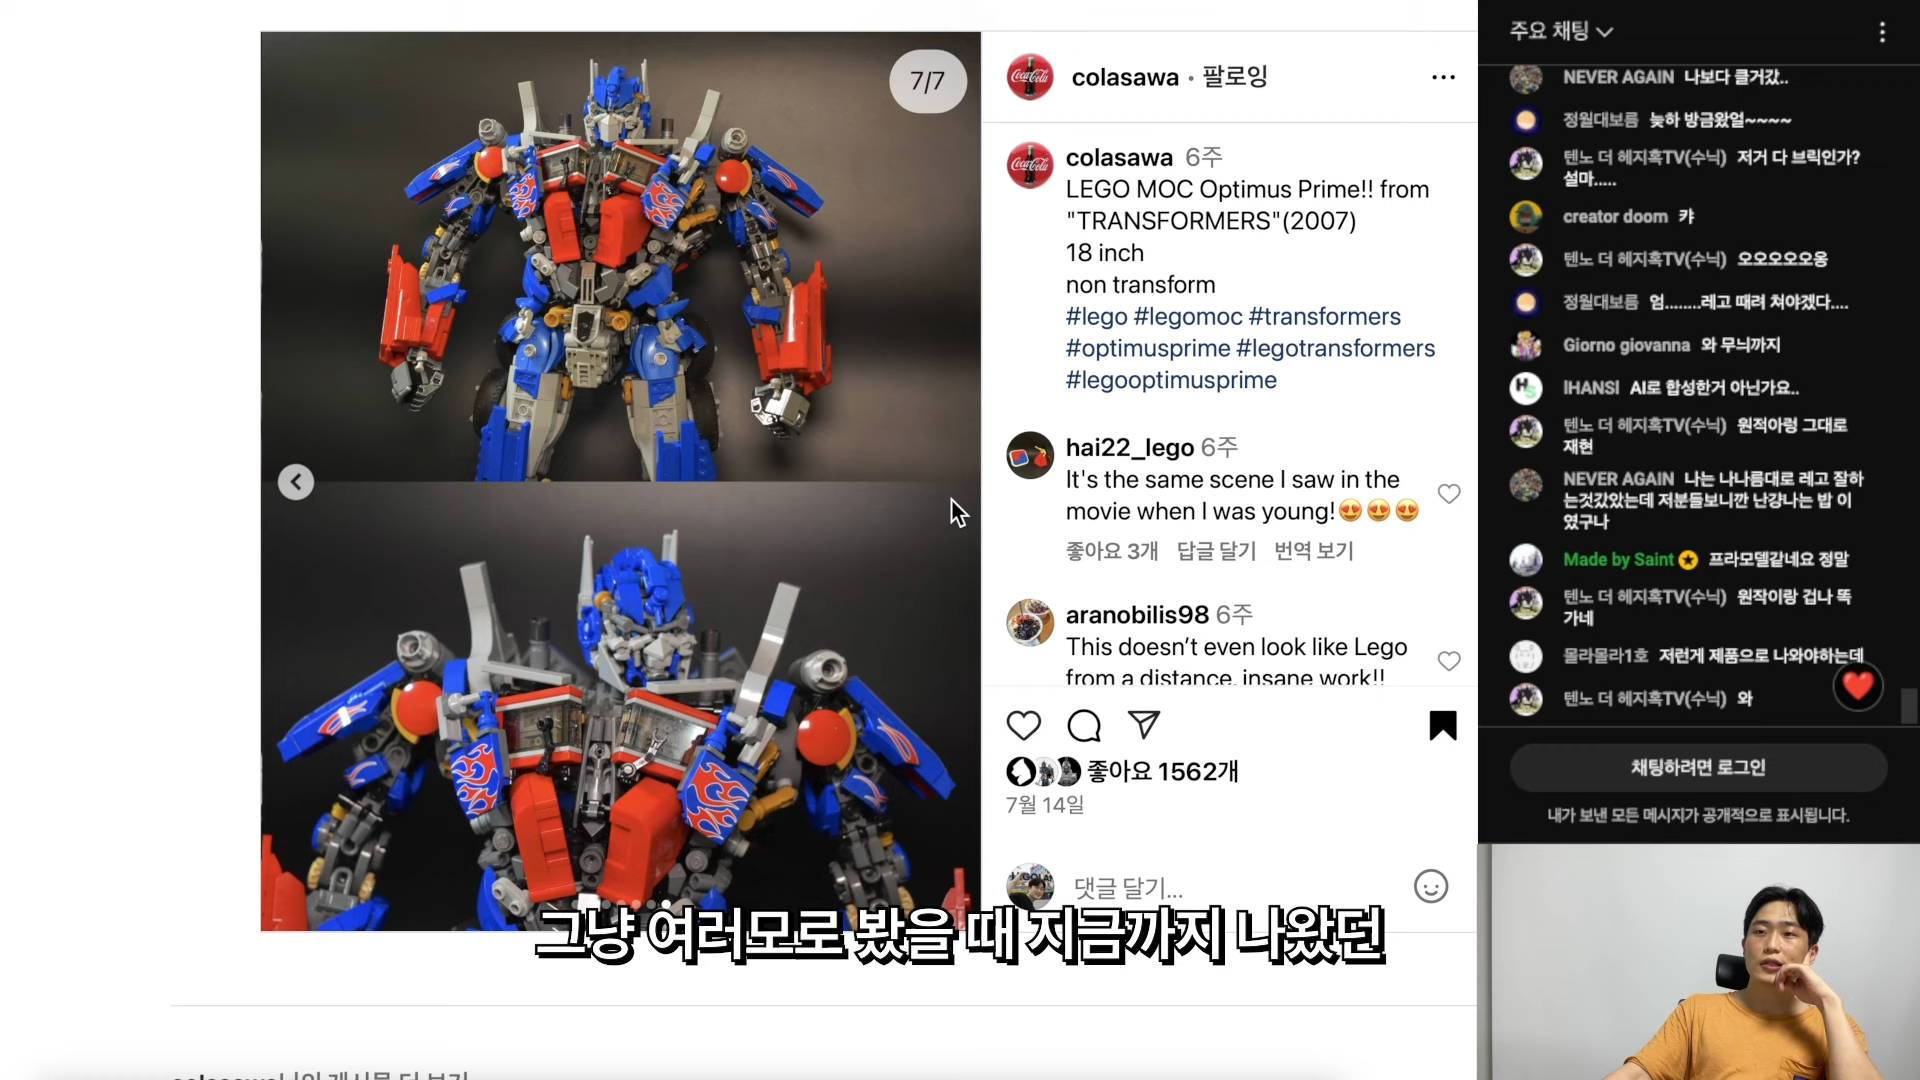 7/7
colasawa • 팔로잉
colasawa 6주
LEGO MOC Optimus Prime!! from
"TRANSFORMERS"(2007)
18 inch
non transform
#lego #legomoc #transformers
#optimusprime #legotransformers
#legooptimusprime
hai22_lego 6주
It's the same scene I saw in the
movie when I was young!😍😍😍
좋아요 3개 답글 달기 번역 보기
aranobilis98 6주
This doesn’t even look like Lego
from a distance, insane work!!
좋아요 1562개
7월 14일
댓글 달기...
그냥 여러모로 봤을 때 지금까지 나왔던
주요 채팅
NEVER AGAIN 나보다 클거갔..
정월대보름 늦하 방금왔얼~~~~
텐노 더 헤지혹TV(수닉) 저거 다 브릭인가?
설마.....
creator doom 캬
텐노 더 헤지혹TV(수닉) 오오오오오옹
정월대보름 엄........레고 때려 쳐야겠다....
Giorno giovanna 와 무늬까지
IHANSI AI로 합성한거 아닌가요..
텐노 더 헤지혹TV(수닉) 원적아렁 그대로
재현
NEVER AGAIN 나는 나나름대로 레고 잘하
는것갔았는데 저분들보니깐 난걍나는 밥 이
였구나
Made by Saint 프라모델같네요 정말
텐노 더 헤지혹TV(수닉) 원작이랑 겁나 똑
가네
몰라몰라1호 저런게 제품으로 나와야하는데
텐노 더 헤지혹TV(수닉) 와
채팅하려면 로그인
내가 보낸 모든 메시지가 공개적으로 표시됩니다.